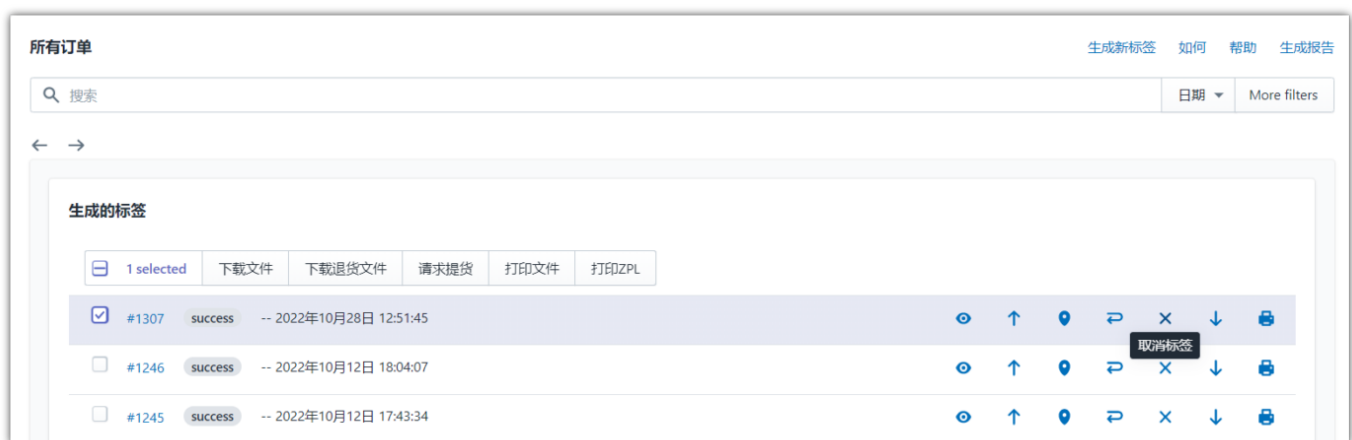 所有订单 生成新标签 如何 帮助 生成报告
搜索 日期 More filters
生成的标签
1 selected 下载文件 下载退货文件 请求提货 打印文件 打印ZPL
#1307 success -- 2022年10月28日 12:51:45
取消标签
#1246 success -- 2022年10月12日 18:04:07
#1245 success -- 2022年10月12日 17:43:34